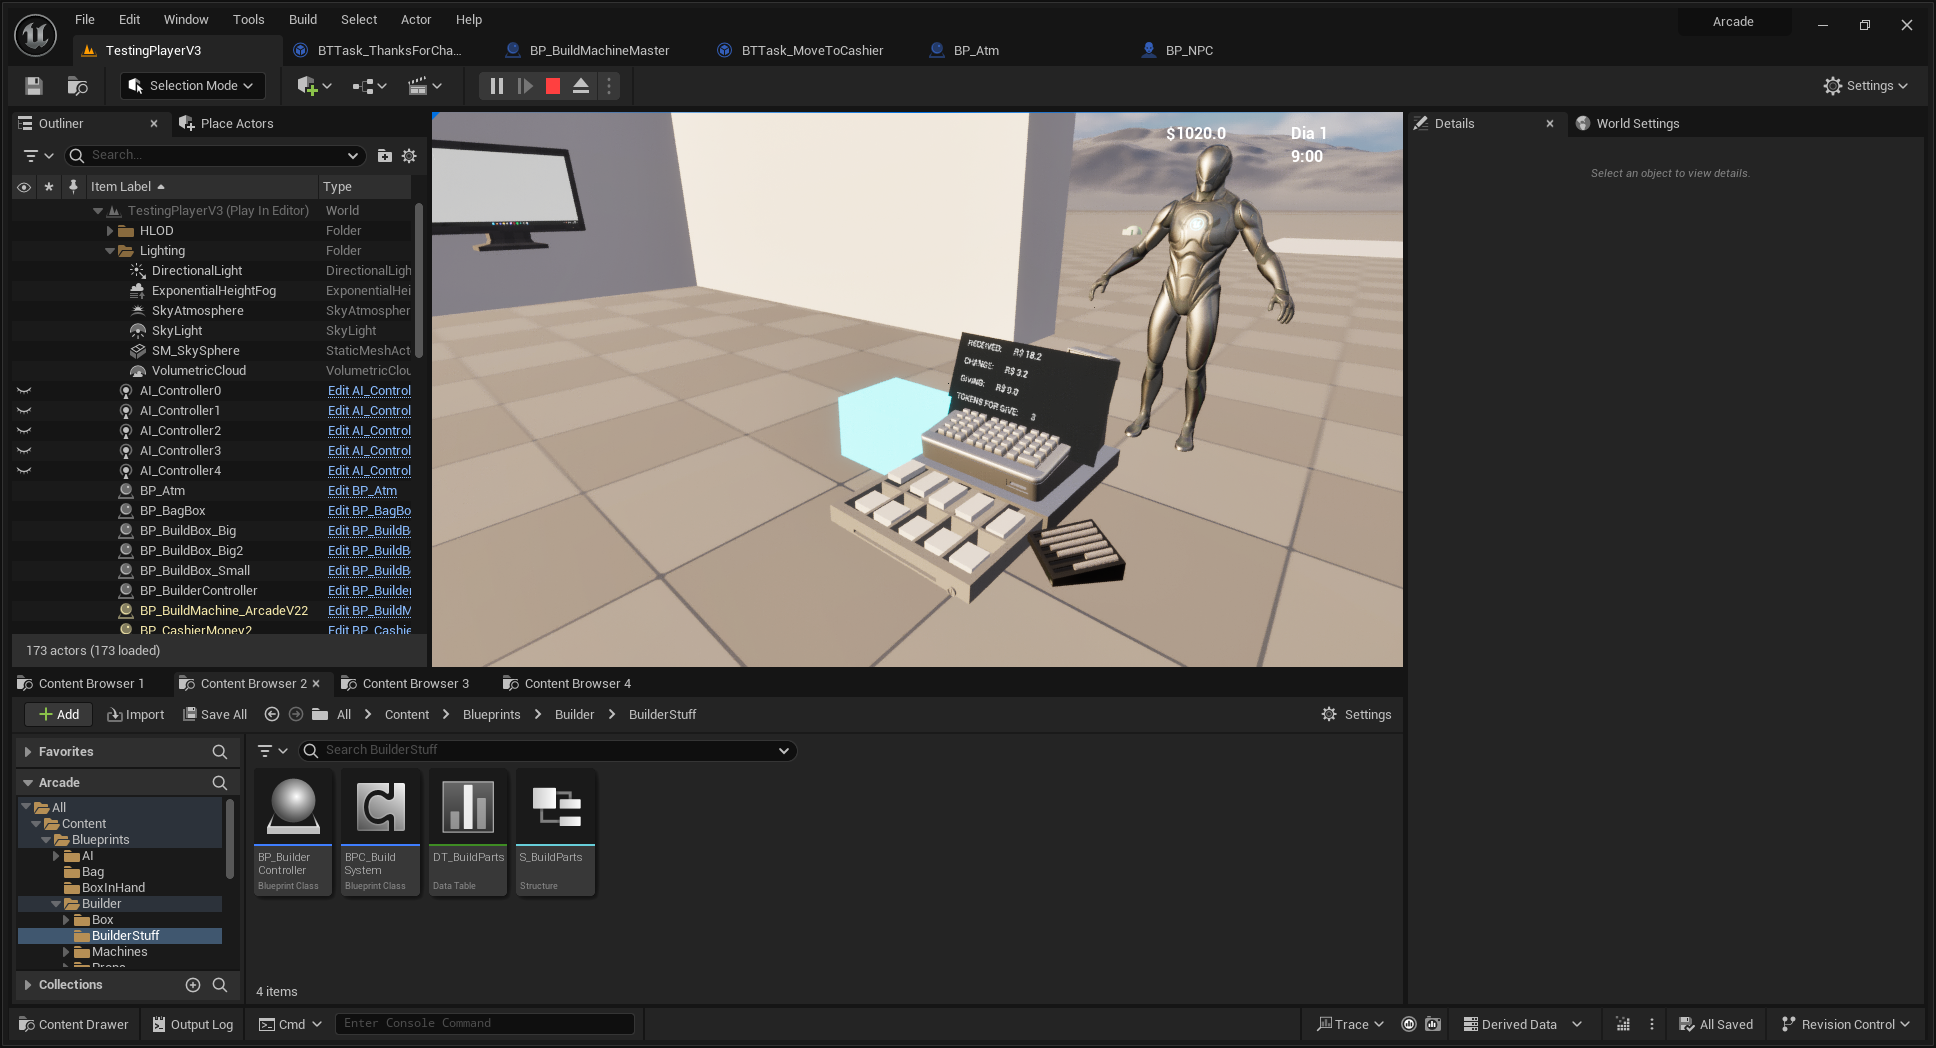 File Edit Window Tools Build Select Actor Help
Arcade
TestingPlayerV3
BTTask_ThanksForCha...
BP_BuildMachineMaster
BTTask_MoveToCashier
BP_Atm
BP_NPC
Selection Mode
Settings
Outliner
Place Actors
Search...
Item Label
Type
TestingPlayerV3 (Play In Editor) World
HLOD Folder
Lighting Folder
DirectionalLight DirectionalLigh
ExponentialHeightFog ExponentialHei
SkyAtmosphere SkyAtmospher
SkyLight SkyLight
SM_SkySphere StaticMeshAct
VolumetricCloud VolumetricClou
AI_Controller0 Edit AI_Control
AI_Controller1 Edit AI_Control
AI_Controller2 Edit AI_Control
AI_Controller3 Edit AI_Control
AI_Controller4 Edit AI_Control
BP_Atm Edit BP_Atm
BP_BagBox Edit BP_BagBo
BP_BuildBox_Big Edit BP_BuildB
BP_BuildBox_Big2 Edit BP_BuildB
BP_BuildBox_Small Edit BP_BuildB
BP_BuilderController Edit BP_Builder
BP_BuildMachine_ArcadeV22 Edit BP_BuildM
BP_CashierMoney2 Edit BP_Cashie
173 actors (173 loaded)
$1020.0
Dia 1
9:00
RECEIVED: R$ 18.2
CHANGE: R$ 3.2
GIVING: R$ 0.0
TOKENS FOR GIVE: 3
Details
World Settings
Select an object to view details.
Content Browser 1
Content Browser 2
Content Browser 3
Content Browser 4
Add
Import
Save All
All
Content
Blueprints
Builder
BuilderStuff
Settings
Favorites
Arcade
All
Content
Blueprints
AI
Bag
BoxInHand
Builder
Box
BuilderStuff
Machines
Props
Collections
Search BuilderStuff
BP_Builder
Controller
Blueprint Class
BPC_Build
System
Blueprint Class
DT_BuildParts
Data Table
S_BuildParts
Structure
4 items
Content Drawer
Output Log
Cmd
Enter Console Command
Trace
Derived Data
All Saved
Revision Control